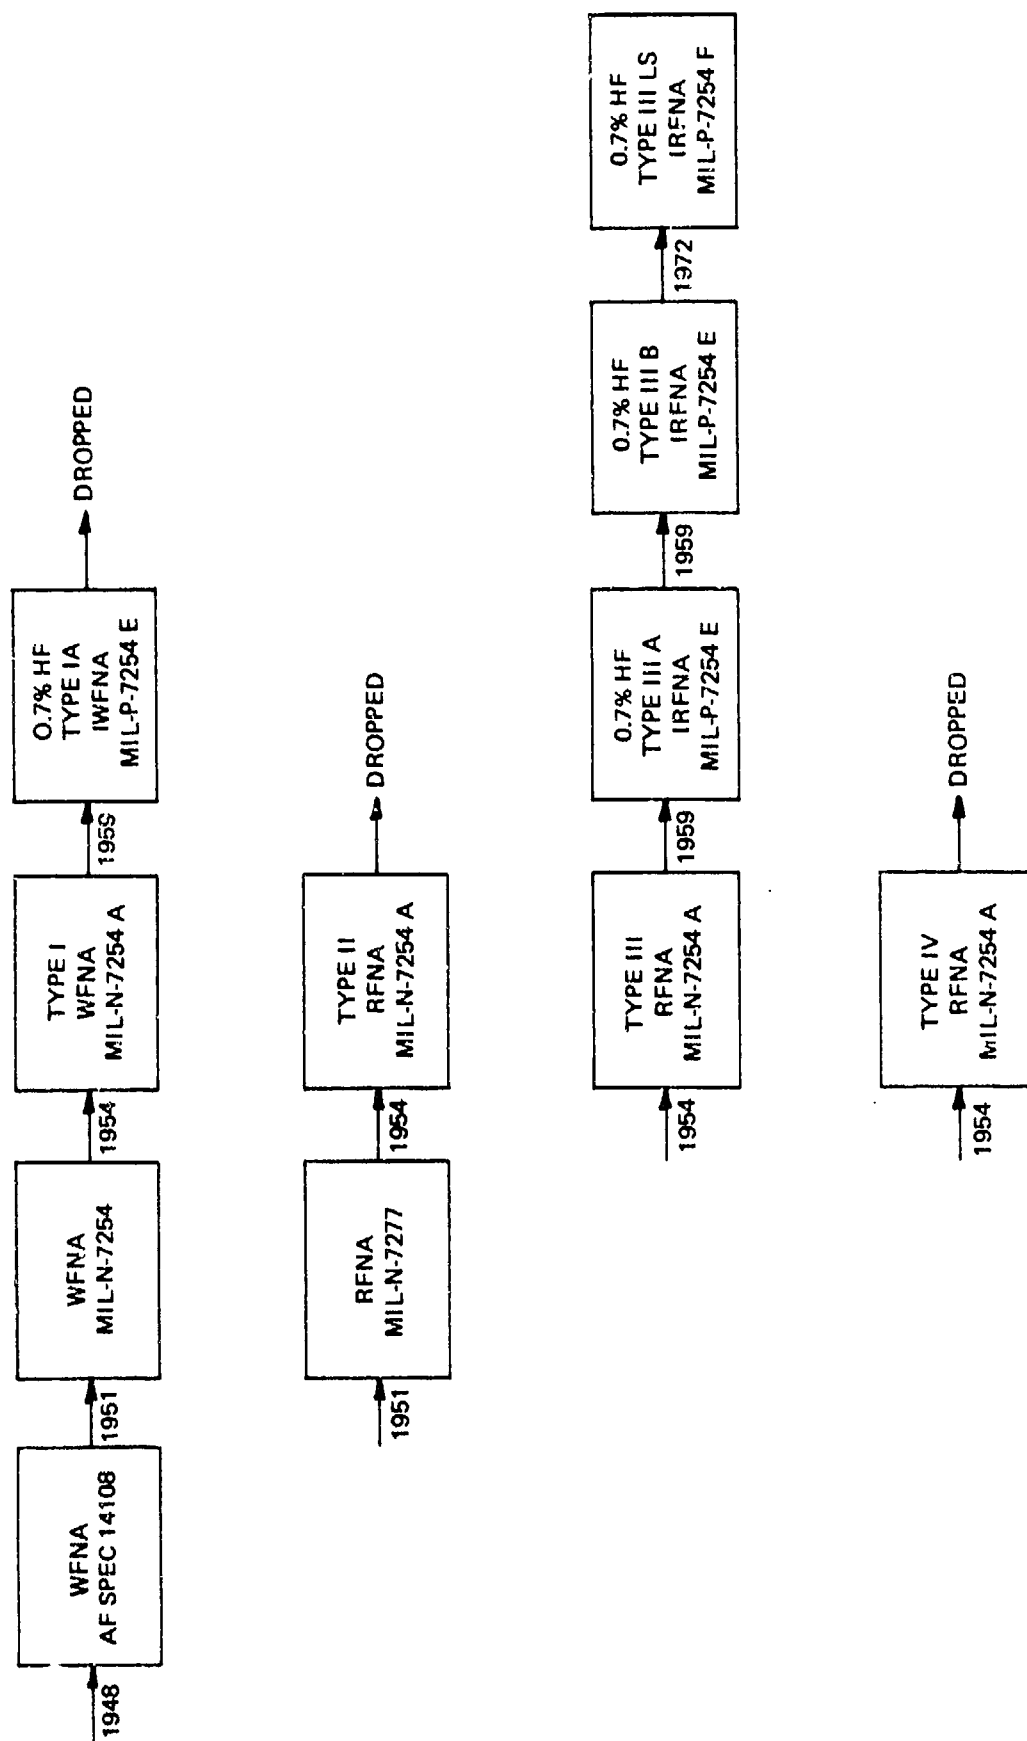 1948
WFNA
AF SPEC 14108
1951
WFNA
MIL-N-7254
1954
TYPE I
WFNA
MIL-N-7254 A
1959
0.7% HF
TYPE IA
IWFNA
MIL-P-7254 E
DROPPED
1951
RFNA
MIL-N-7277
1954
TYPE II
RFNA
MIL-N-7254 A
DROPPED
1954
TYPE III
RFNA
MIL-N-7254 A
1959
0.7% HF
TYPE III A
IRFNA
MIL-P-7254 E
1959
0.7% HF
TYPE III B
IRFNA
MIL-P-7254 E
1972
0.7% HF
TYPE III LS
IRFNA
MIL-P-7254 F
1954
TYPE IV
RFNA
MIL-N-7254 A
DROPPED